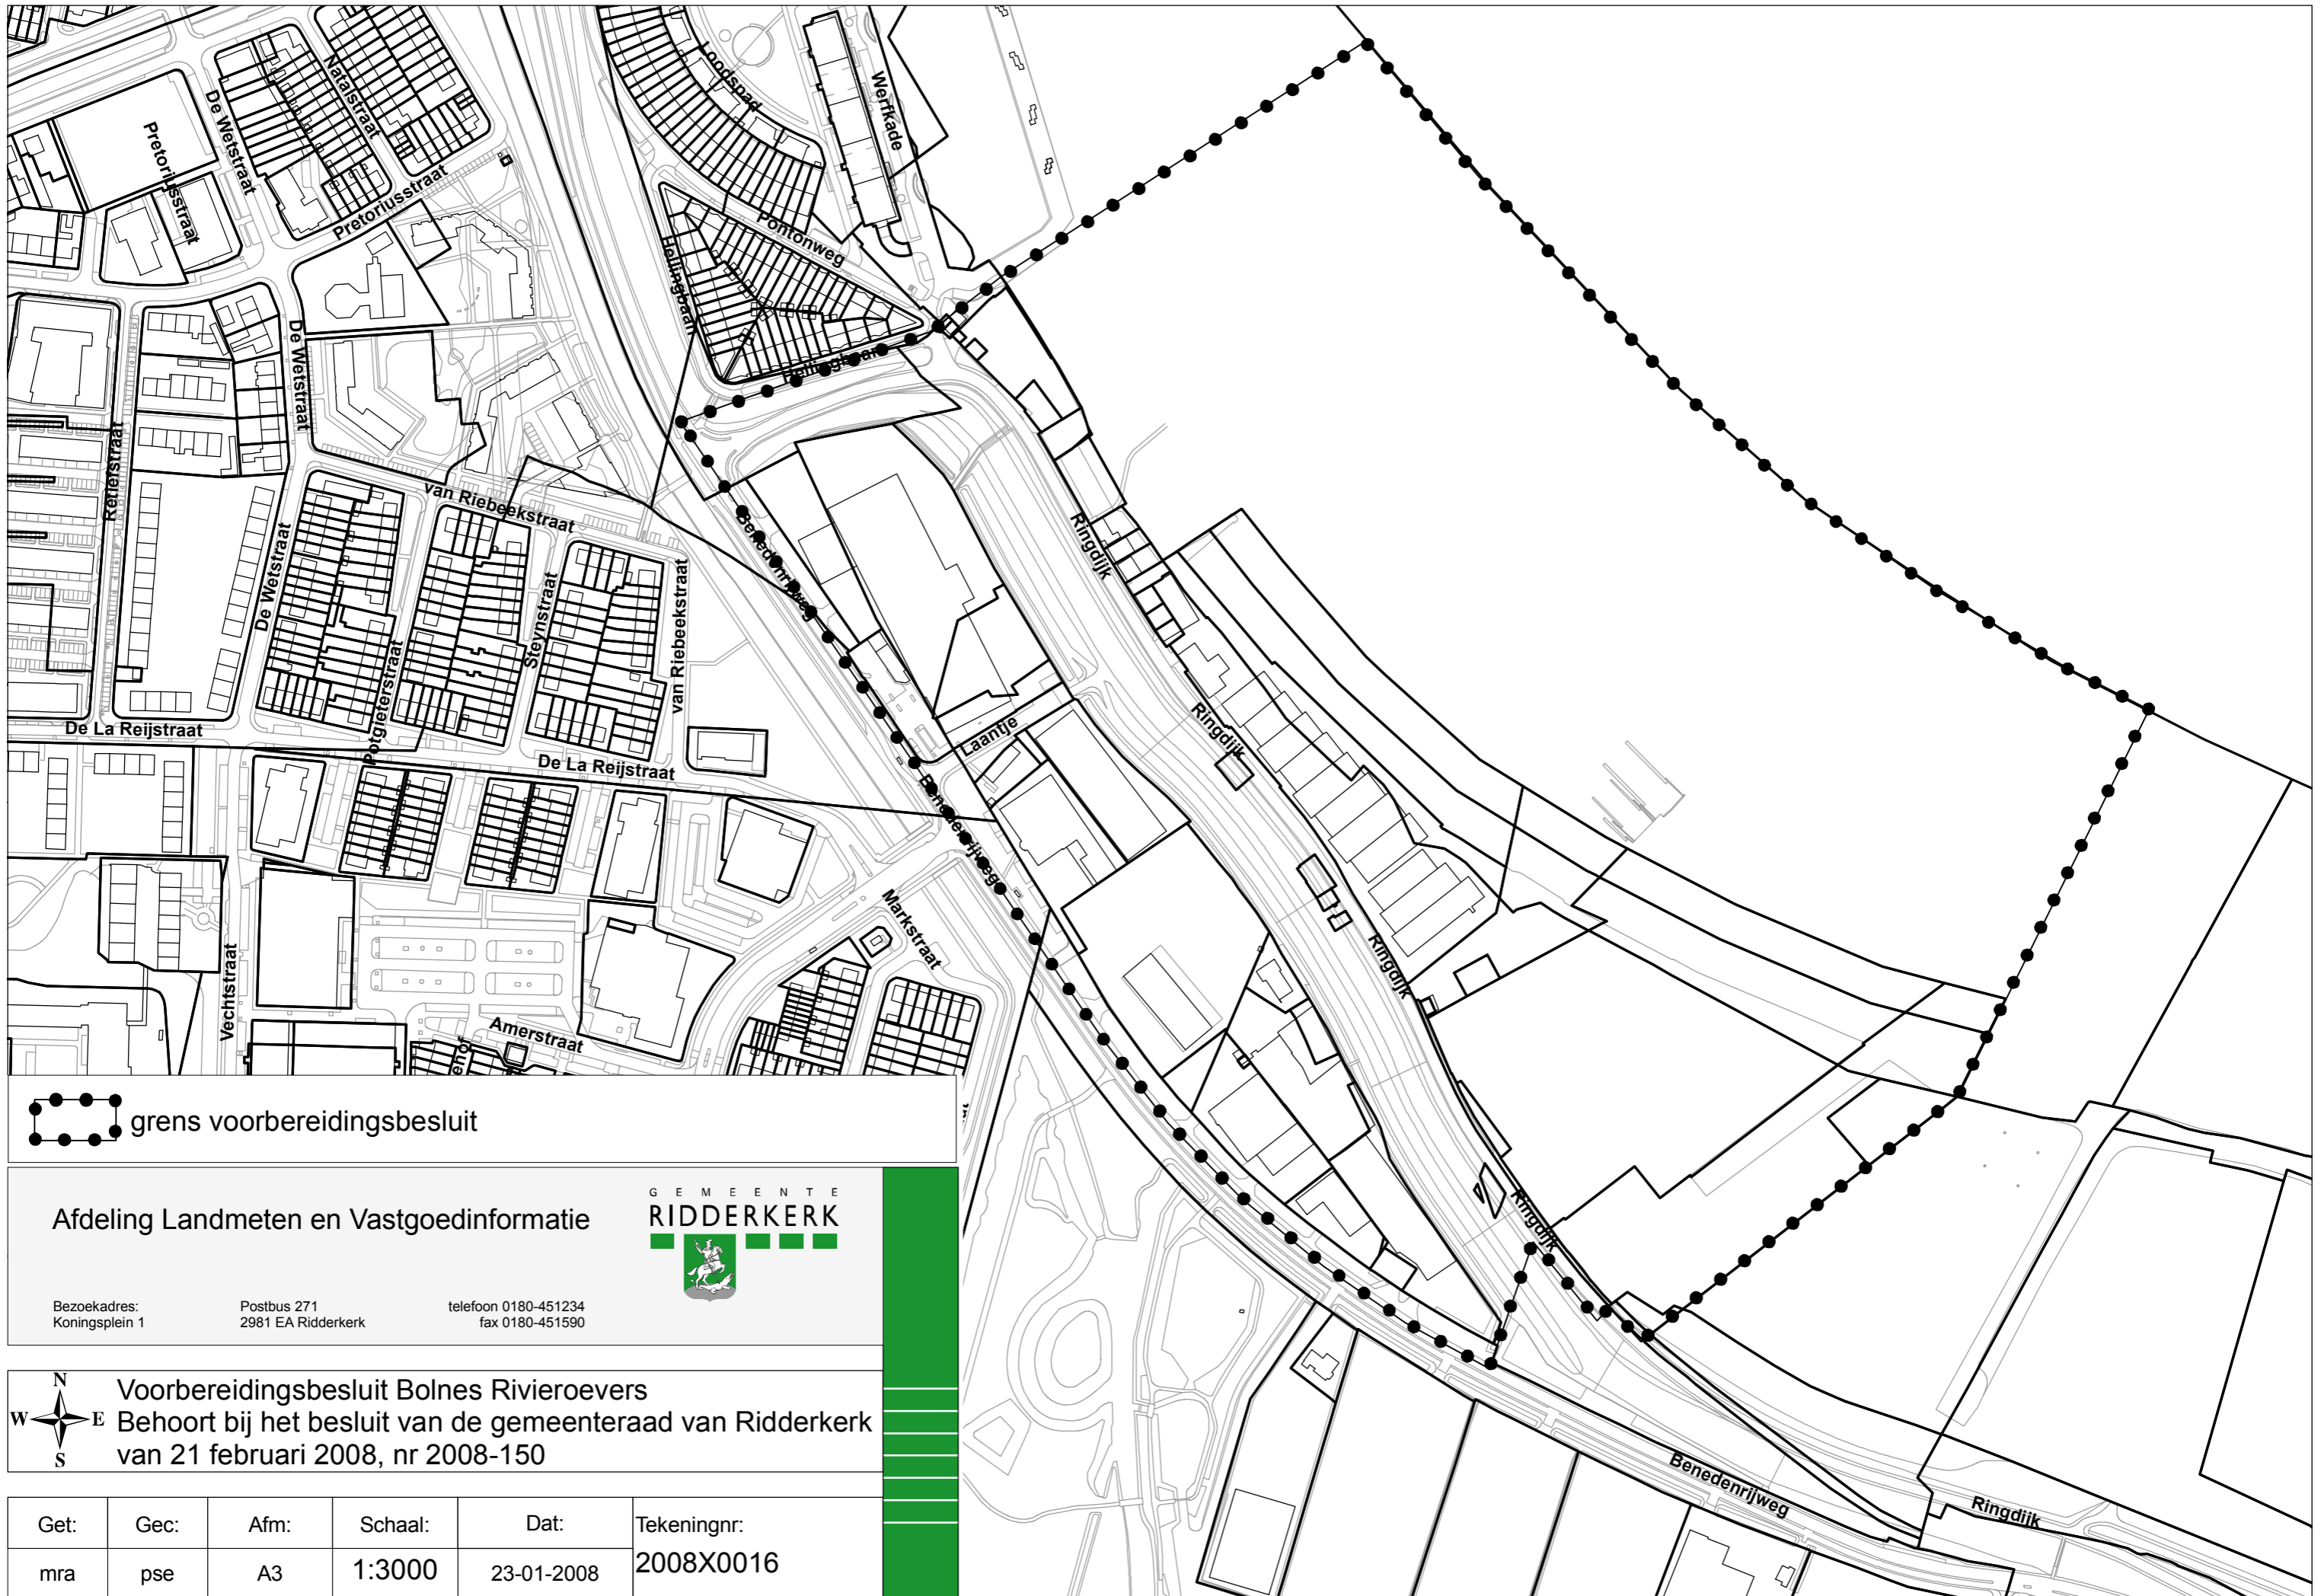 Natalstraat
De Wetstraat
Pretoriusstraat
Pretoriusstraat
Loodspad
Werfkade
Pontonweg
Hellingbaan
Hellingbaan
De Wetstraat
Retiefstraat
van Riebeekstraat
De Wetstraat
Steynstraat
van Riebeekstraat
Potgieterstraat
De La Reijstraat
De La Reijstraat
Benedenrijweg
Ringdijk
Laantje
Ringdijk
Benedenrijweg
Markstraat
Ringdijk
Vechtstraat
Amerstraat
Ringdijk
Benedenrijweg
Ringdijk
grens voorbereidingsbesluit
Afdeling Landmeten en Vastgoedinformatie
GEMEENTE
RIDDERKERK
Bezoekadres: Postbus 271 telefoon 0180-451234
Koningsplein 1 2981 EA Ridderkerk fax 0180-451590
N
W E
S
Voorbereidingsbesluit Bolnes Rivieroevers
Behoort bij het besluit van de gemeenteraad van Ridderkerk
van 21 februari 2008, nr 2008-150
Get: Gec: Afm: Schaal: Dat: Tekeningnr:
mra pse A3 1:3000 23-01-2008 2008X0016